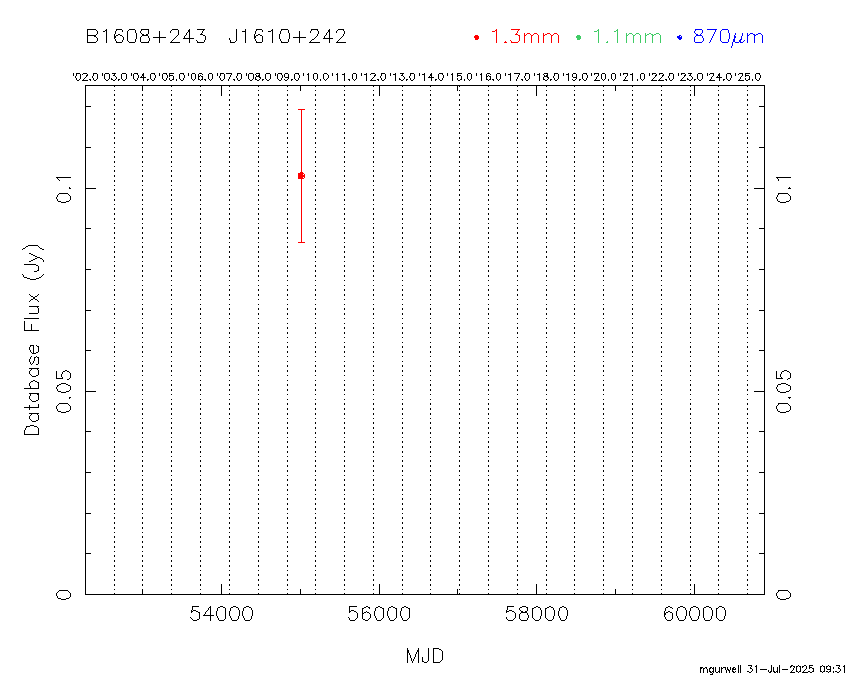 B1608+243 J1610+242
1.3mm 1.1mm 870μm
'02.0 '03.0 '04.0 '05.0 '06.0 '07.0 '08.0 '09.0 '10.0 '11.0 '12.0 '13.0 '14.0 '15.0 '16.0 '17.0 '18.0 '19.0 '20.0 '21.0 '22.0 '23.0 '24.0 '25.0
0.1 0.1
Database Flux (Jy)
0.05 0.05
0 0
54000 56000 58000 60000
MJD
mgurwell 31-Jul-2025 09:31